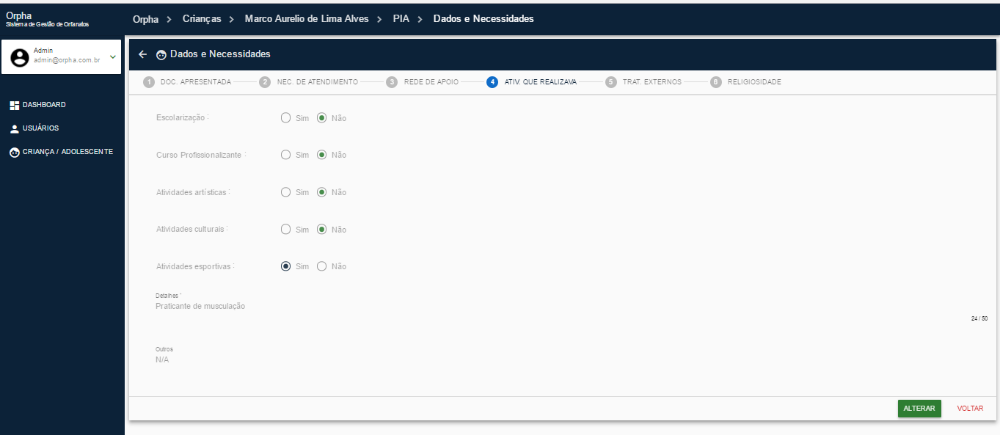 Orpha
Sistema de Gestão de Orfanatos
Orpha > Crianças > Marco Aurelio de Lima Alves > PIA > Dados e Necessidades
Admin
admin@orpha.com.br
DASHBOARD
USUÁRIOS
CRIANÇA / ADOLESCENTE
Dados e Necessidades
1 DOC. APRESENTADA 2 NEC. DE ATENDIMENTO 3 REDE DE APOIO 4 ATIV. QUE REALIZAVA 5 TRAT. EXTERNOS 6 RELIGIOSIDADE
Escolarização : Sim Não
Curso Profissionalizante : Sim Não
Atividades artísticas : Sim Não
Atividades culturais : Sim Não
Atividades esportivas : Sim Não
Detalhes *
Praticante de musculação
24 / 50
Outros
N/A
ALTERAR VOLTAR